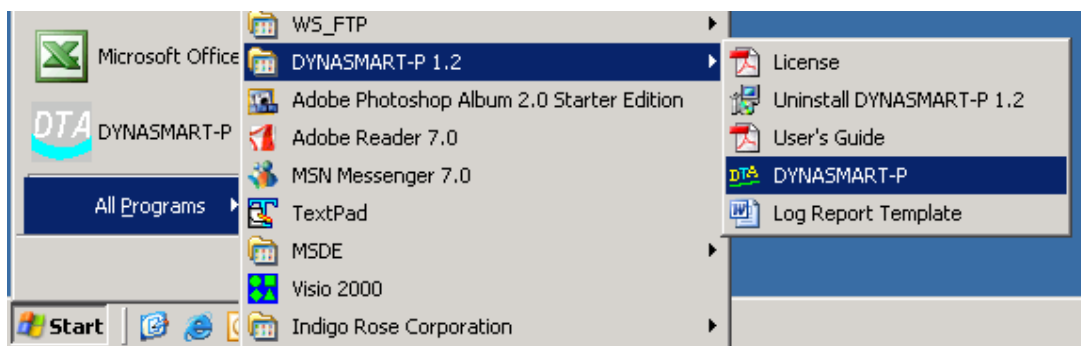 Microsoft Office
DTA DYNASMART-P
All Programs
Start
WS_FTP
DYNASMART-P 1.2
Adobe Photoshop Album 2.0 Starter Edition
Adobe Reader 7.0
MSN Messenger 7.0
TextPad
MSDE
Visio 2000
Indigo Rose Corporation
License
Uninstall DYNASMART-P 1.2
User's Guide
DTA DYNASMART-P
Log Report Template